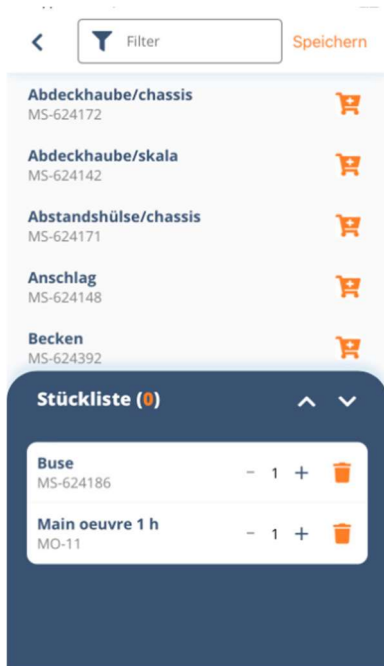 Filter
Speichern
Abdeckhaube/chassis
MS-624172
Abdeckhaube/skala
MS-624142
Abstandshülse/chassis
MS-624171
Anschlag
MS-624148
Becken
MS-624392
Stückliste (0)
Buse
MS-624186
- 1 +
Main oeuvre 1 h
MO-11
- 1 +